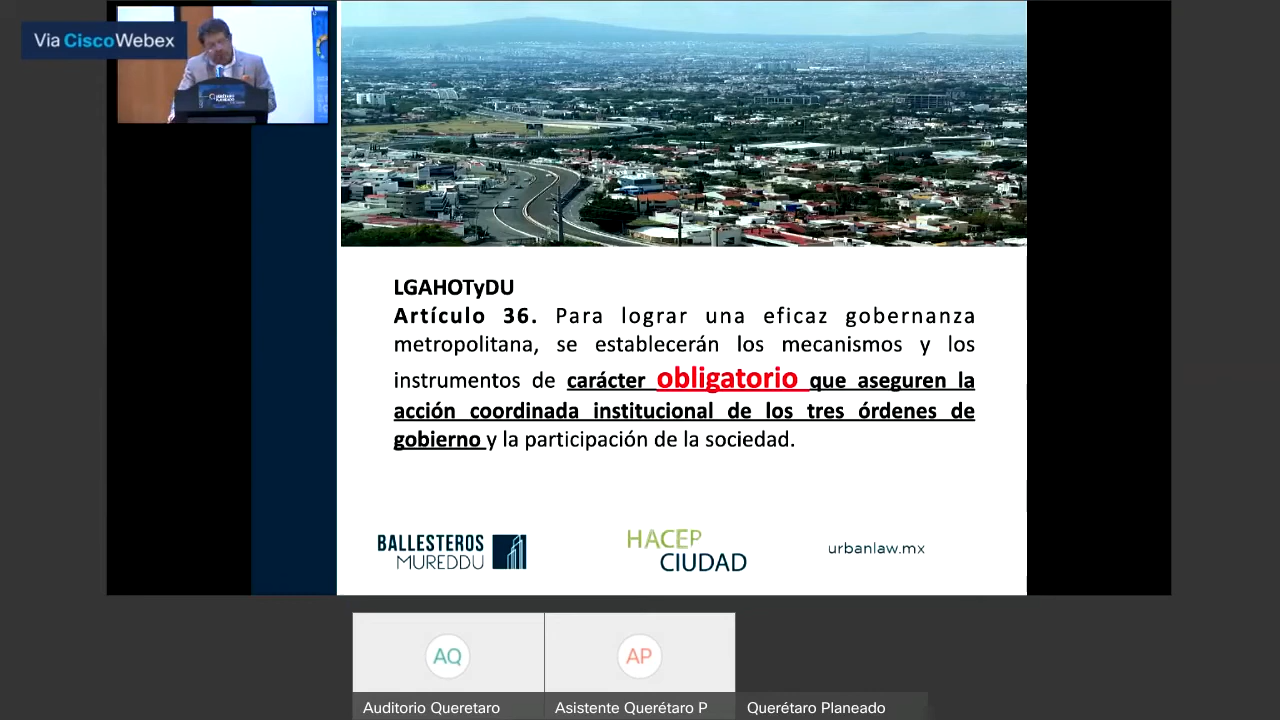 Via Cisco Webex
LGAHOTyDU
Artículo 36. Para lograr una eficaz gobernanza
metropolitana, se establecerán los mecanismos y los
instrumentos de carácter obligatorio que aseguren la
acción coordinada institucional de los tres órdenes de
gobierno y la participación de la sociedad.
BALLESTEROS
MUREDDU
HACEP
CIUDAD
urbanlaw.mx
AQ
AP
Auditorio Queretaro
Asistente Querétaro P
Querétaro Planeado